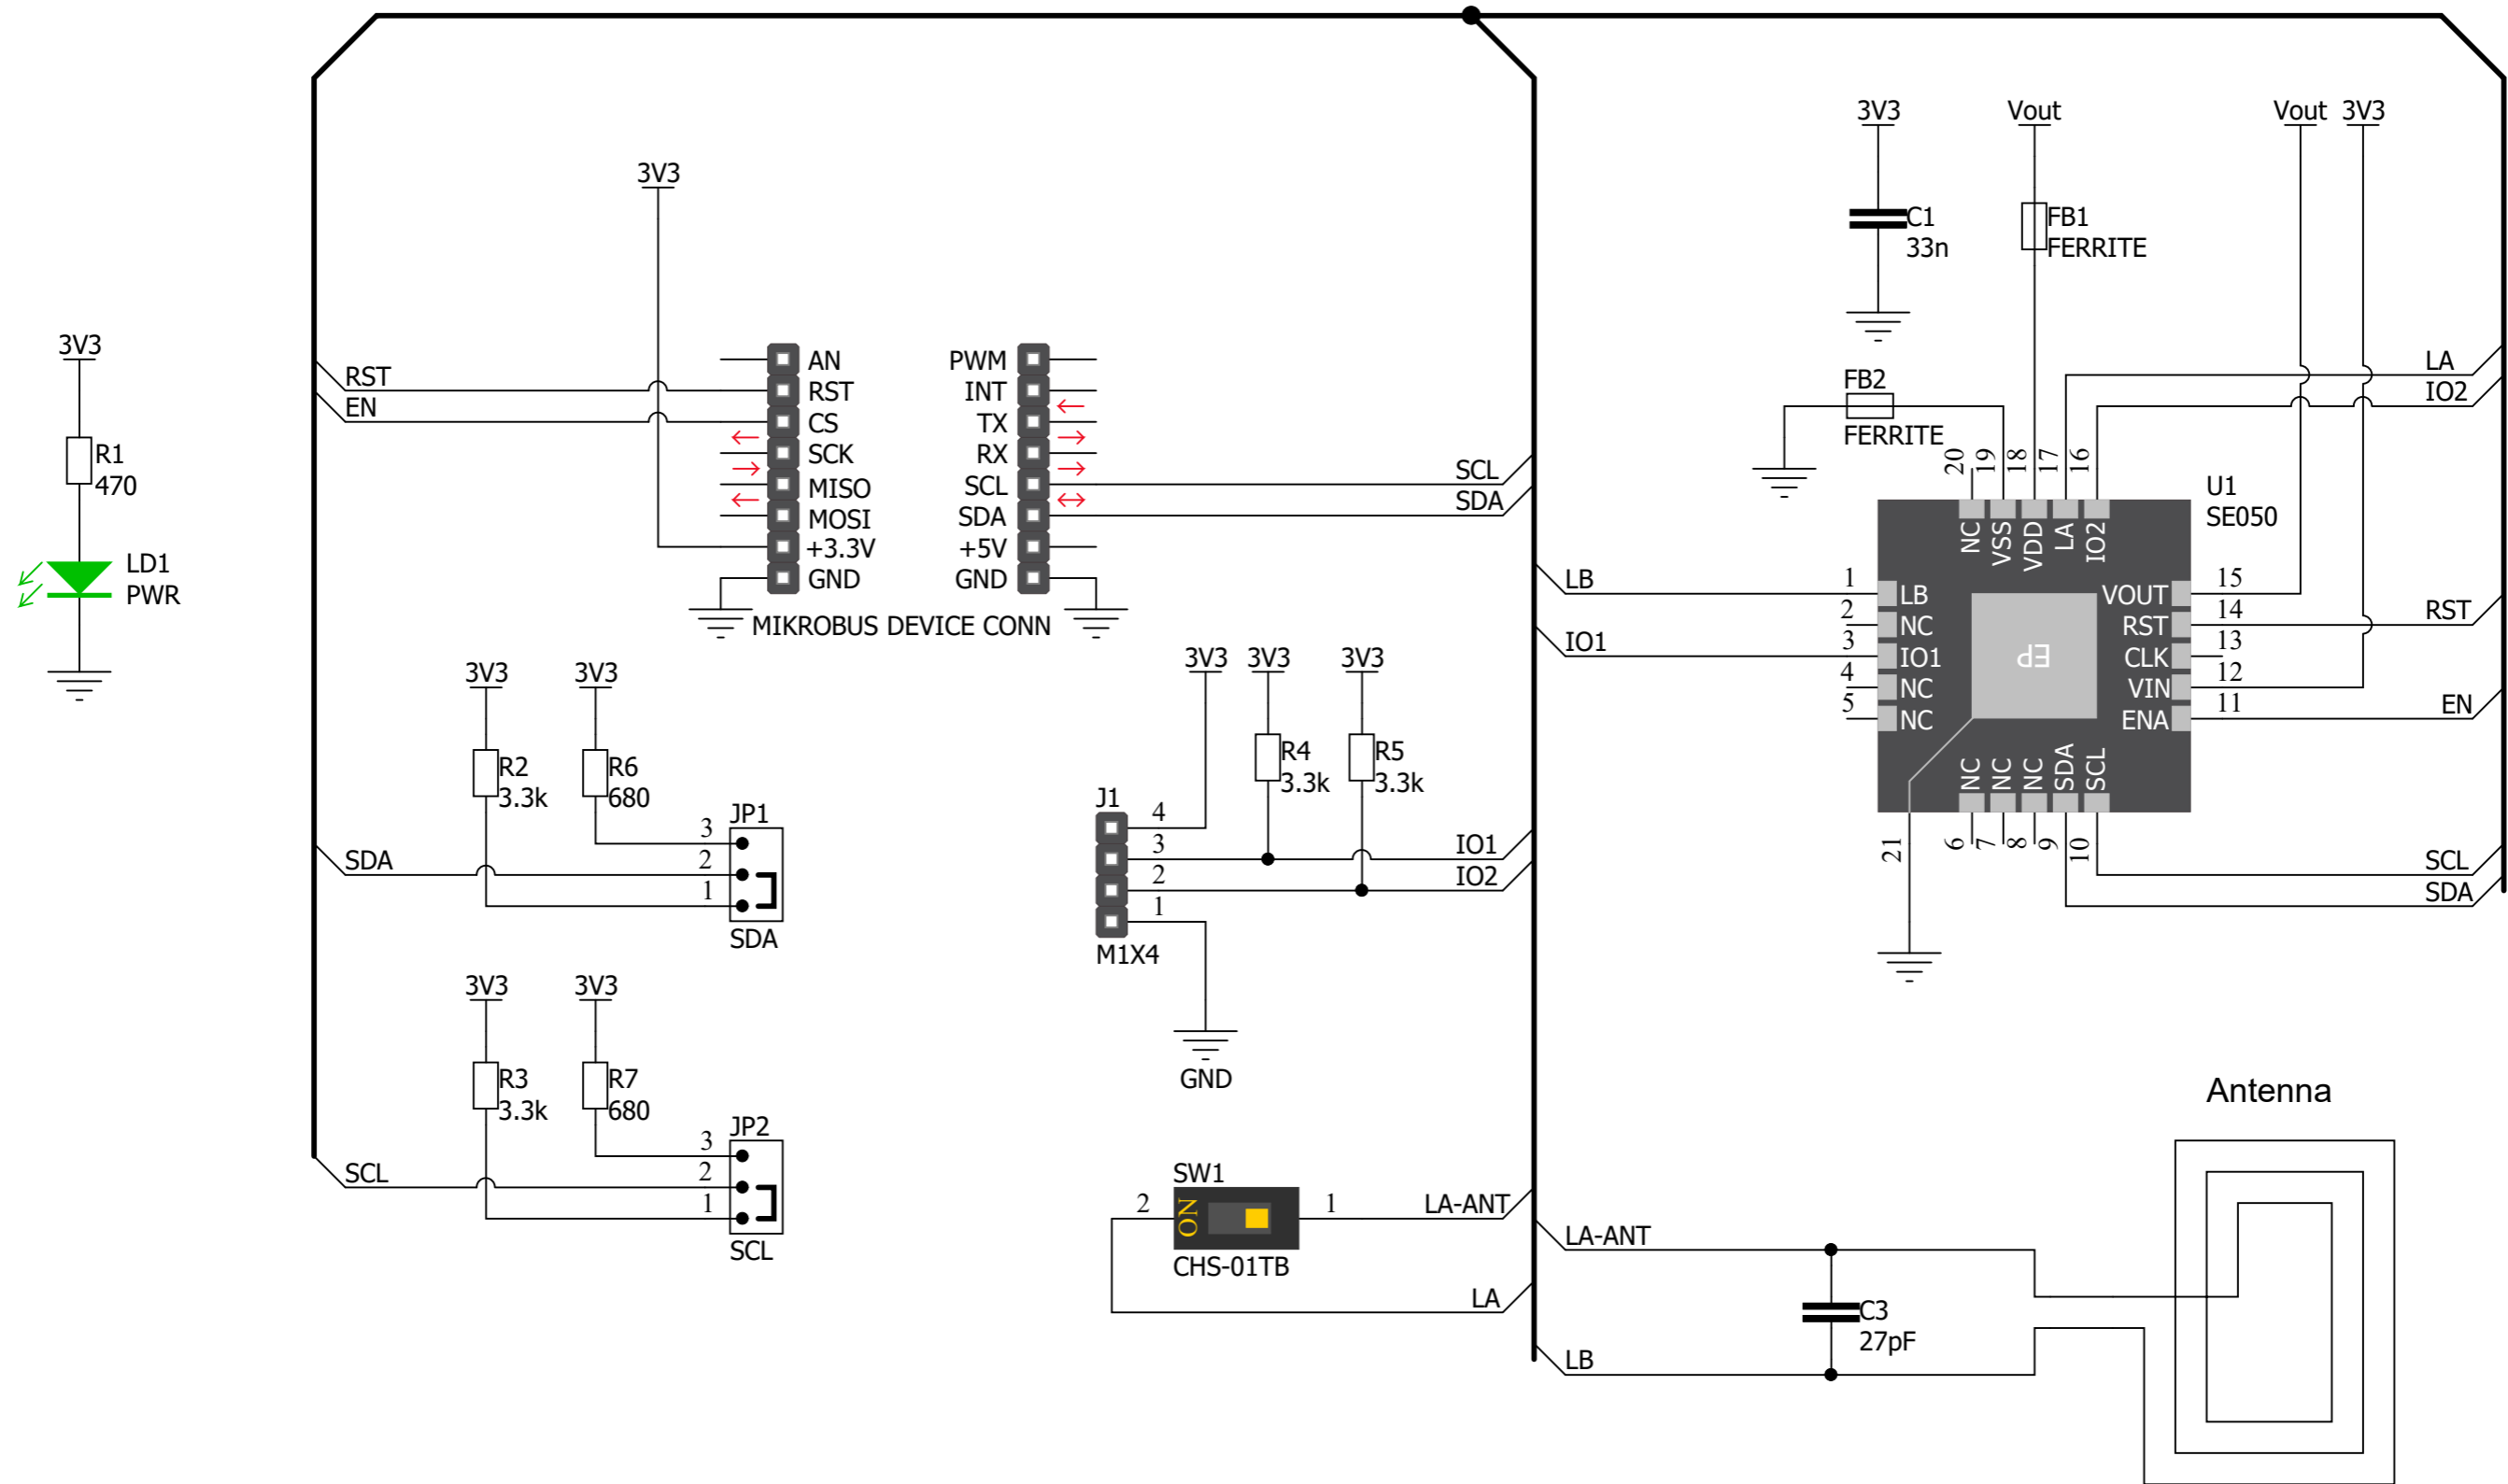 3V3
R1
470
LD1
PWR
RST
EN
3V3
AN
RST
CS
SCK
MISO
MOSI
+3.3V
GND
PWM
INT
TX
RX
SCL
SDA
+5V
GND
MIKROBUS DEVICE CONN
SCL
SDA
3V3
3V3
R2
3.3k
R6
680
JP1
3
2
1
SDA
SDA
3V3
3V3
R3
3.3k
R7
680
JP2
3
2
1
SCL
SCL
3V3
3V3
3V3
R4
3.3k
R5
3.3k
J1
4
3
2
1
M1X4
IO1
IO2
GND
SW1
2
ON
1
LA-ANT
CHS-01TB
LA
3V3
Vout
Vout
3V3
C1
33n
FB1
FERRITE
FB2
FERRITE
LA
IO2
20
19
18
17
16
NC
VSS
VDD
LA
IO2
U1
SE050
LB
IO1
1
2
3
4
5
LB
NC
IO1
NC
NC
EP
VOUT
RST
CLK
VIN
ENA
15
14
13
12
11
RST
EN
NC
NC
NC
SDA
SCL
21
6
7
8
9
10
SCL
SDA
Antenna
LA-ANT
C3
27pF
LB